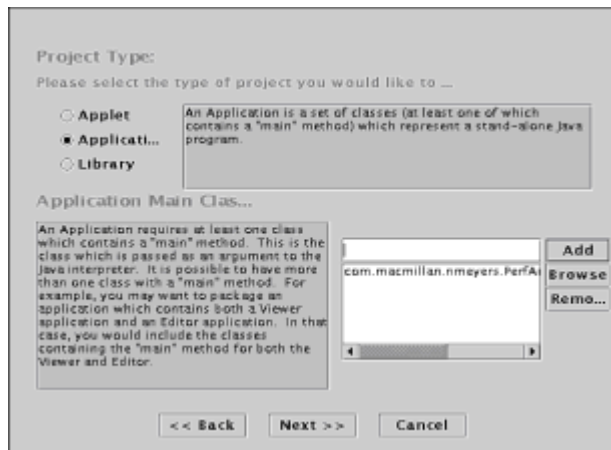 Project Type:
Please select the type of project you would like to ...
Applet
An Application is a set of classes (at least one of which
contains a "main" method) which represent a stand-alone Java
program.
Applicati...
Library
Application Main Clas...
An Application requires at least one class
which contains a "main" method. This is the
class which is passed as an argument to the
Java interpreter. It is possible to have more
than one class with a "main" method. For
example, you may want to package an
application which contains both a Viewer
application and an Editor application. In that
case, you would include the classes
containing the "main" method for both the
Viewer and Editor.
Add
com.macmillan.nmeyers.PerfAn
Browse
Remo...
<< Back
Next >>
Cancel